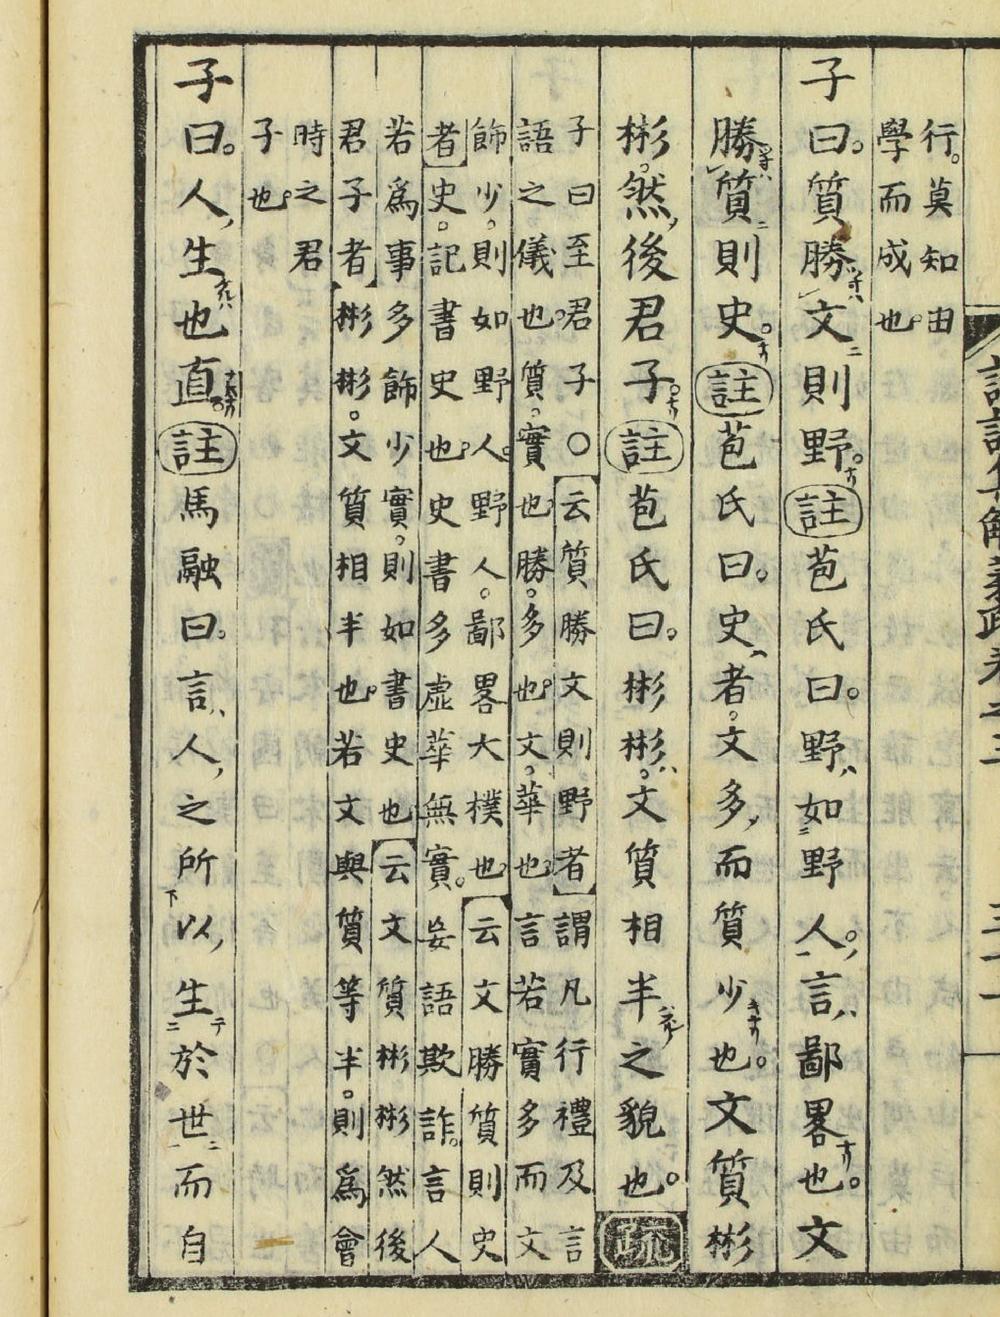 行莫知由
學而成也
子曰質勝文則野註苞氏曰野如野人言鄙畧也文
勝質則史註苞氏曰史者文多而質少也文質彬
彬然後君子註苞氏曰彬彬文質相半之貌也疏
子曰至君子〇云質勝文則野者謂凡行禮及言
語之儀也質實也勝多也文華也言若實多而文
飾少則如野人野人鄙畧大樸也云文勝質則史
者史記書史也史書多虛華無實妄語欺詐言人
若爲事多飾少實則如書史也云文質彬彬然後
君子者彬彬文質相半也若文與質等半則爲會
時之君
子也
子曰人生也直註馬融曰言人之所以生於世而自